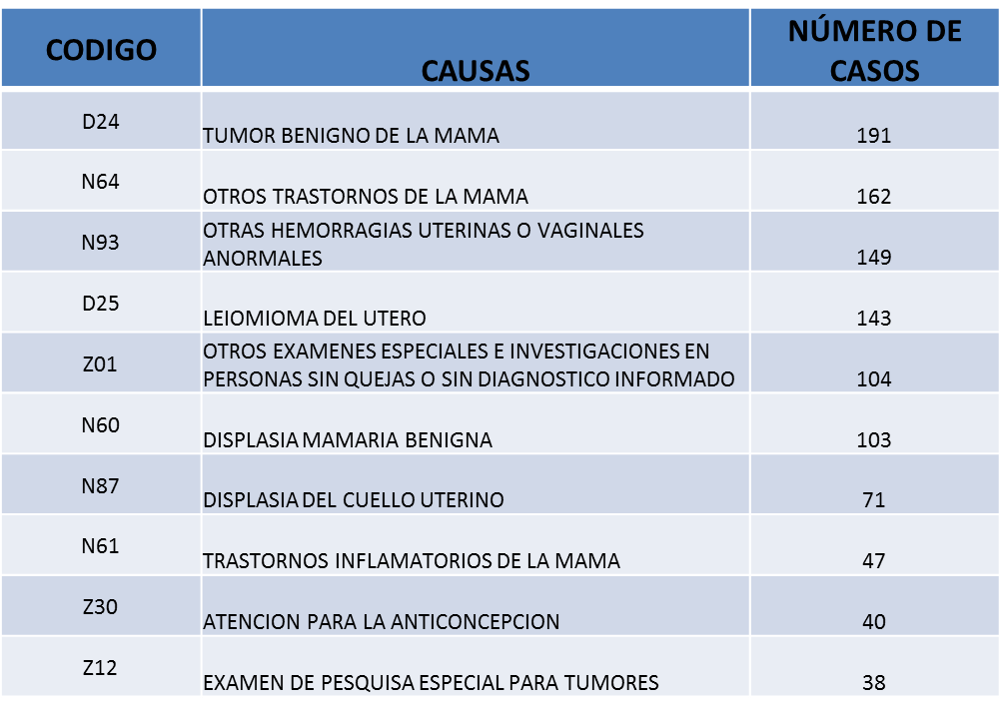 CODIGO
CAUSAS
NÚMERO DE
CASOS
D24
TUMOR BENIGNO DE LA MAMA
191
N64
OTROS TRASTORNOS DE LA MAMA
162
N93
OTRAS HEMORRAGIAS UTERINAS O VAGINALES
ANORMALES
149
D25
LEIOMIOMA DEL UTERO
143
Z01
OTROS EXAMENES ESPECIALES E INVESTIGACIONES EN
PERSONAS SIN QUEJAS O SIN DIAGNOSTICO INFORMADO
104
N60
DISPLASIA MAMARIA BENIGNA
103
N87
DISPLASIA DEL CUELLO UTERINO
71
N61
TRASTORNOS INFLAMATORIOS DE LA MAMA
47
Z30
ATENCION PARA LA ANTICONCEPCION
40
Z12
EXAMEN DE PESQUISA ESPECIAL PARA TUMORES
38